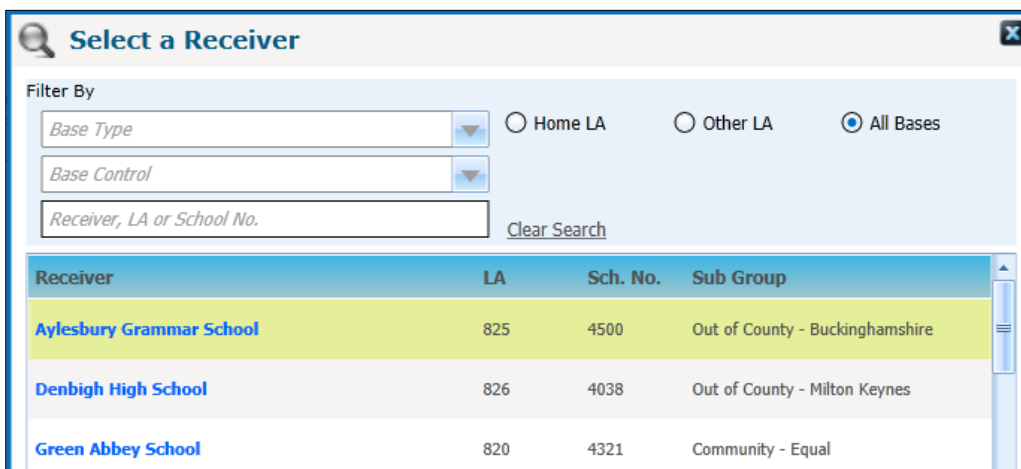 Select a Receiver
Filter By
Base Type
Home LA Other LA All Bases
Base Control
Receiver, LA or School No.
Clear Search
Receiver LA Sch. No. Sub Group
Aylesbury Grammar School 825 4500 Out of County - Buckinghamshire
Denbigh High School 826 4038 Out of County - Milton Keynes
Green Abbey School 820 4321 Community - Equal